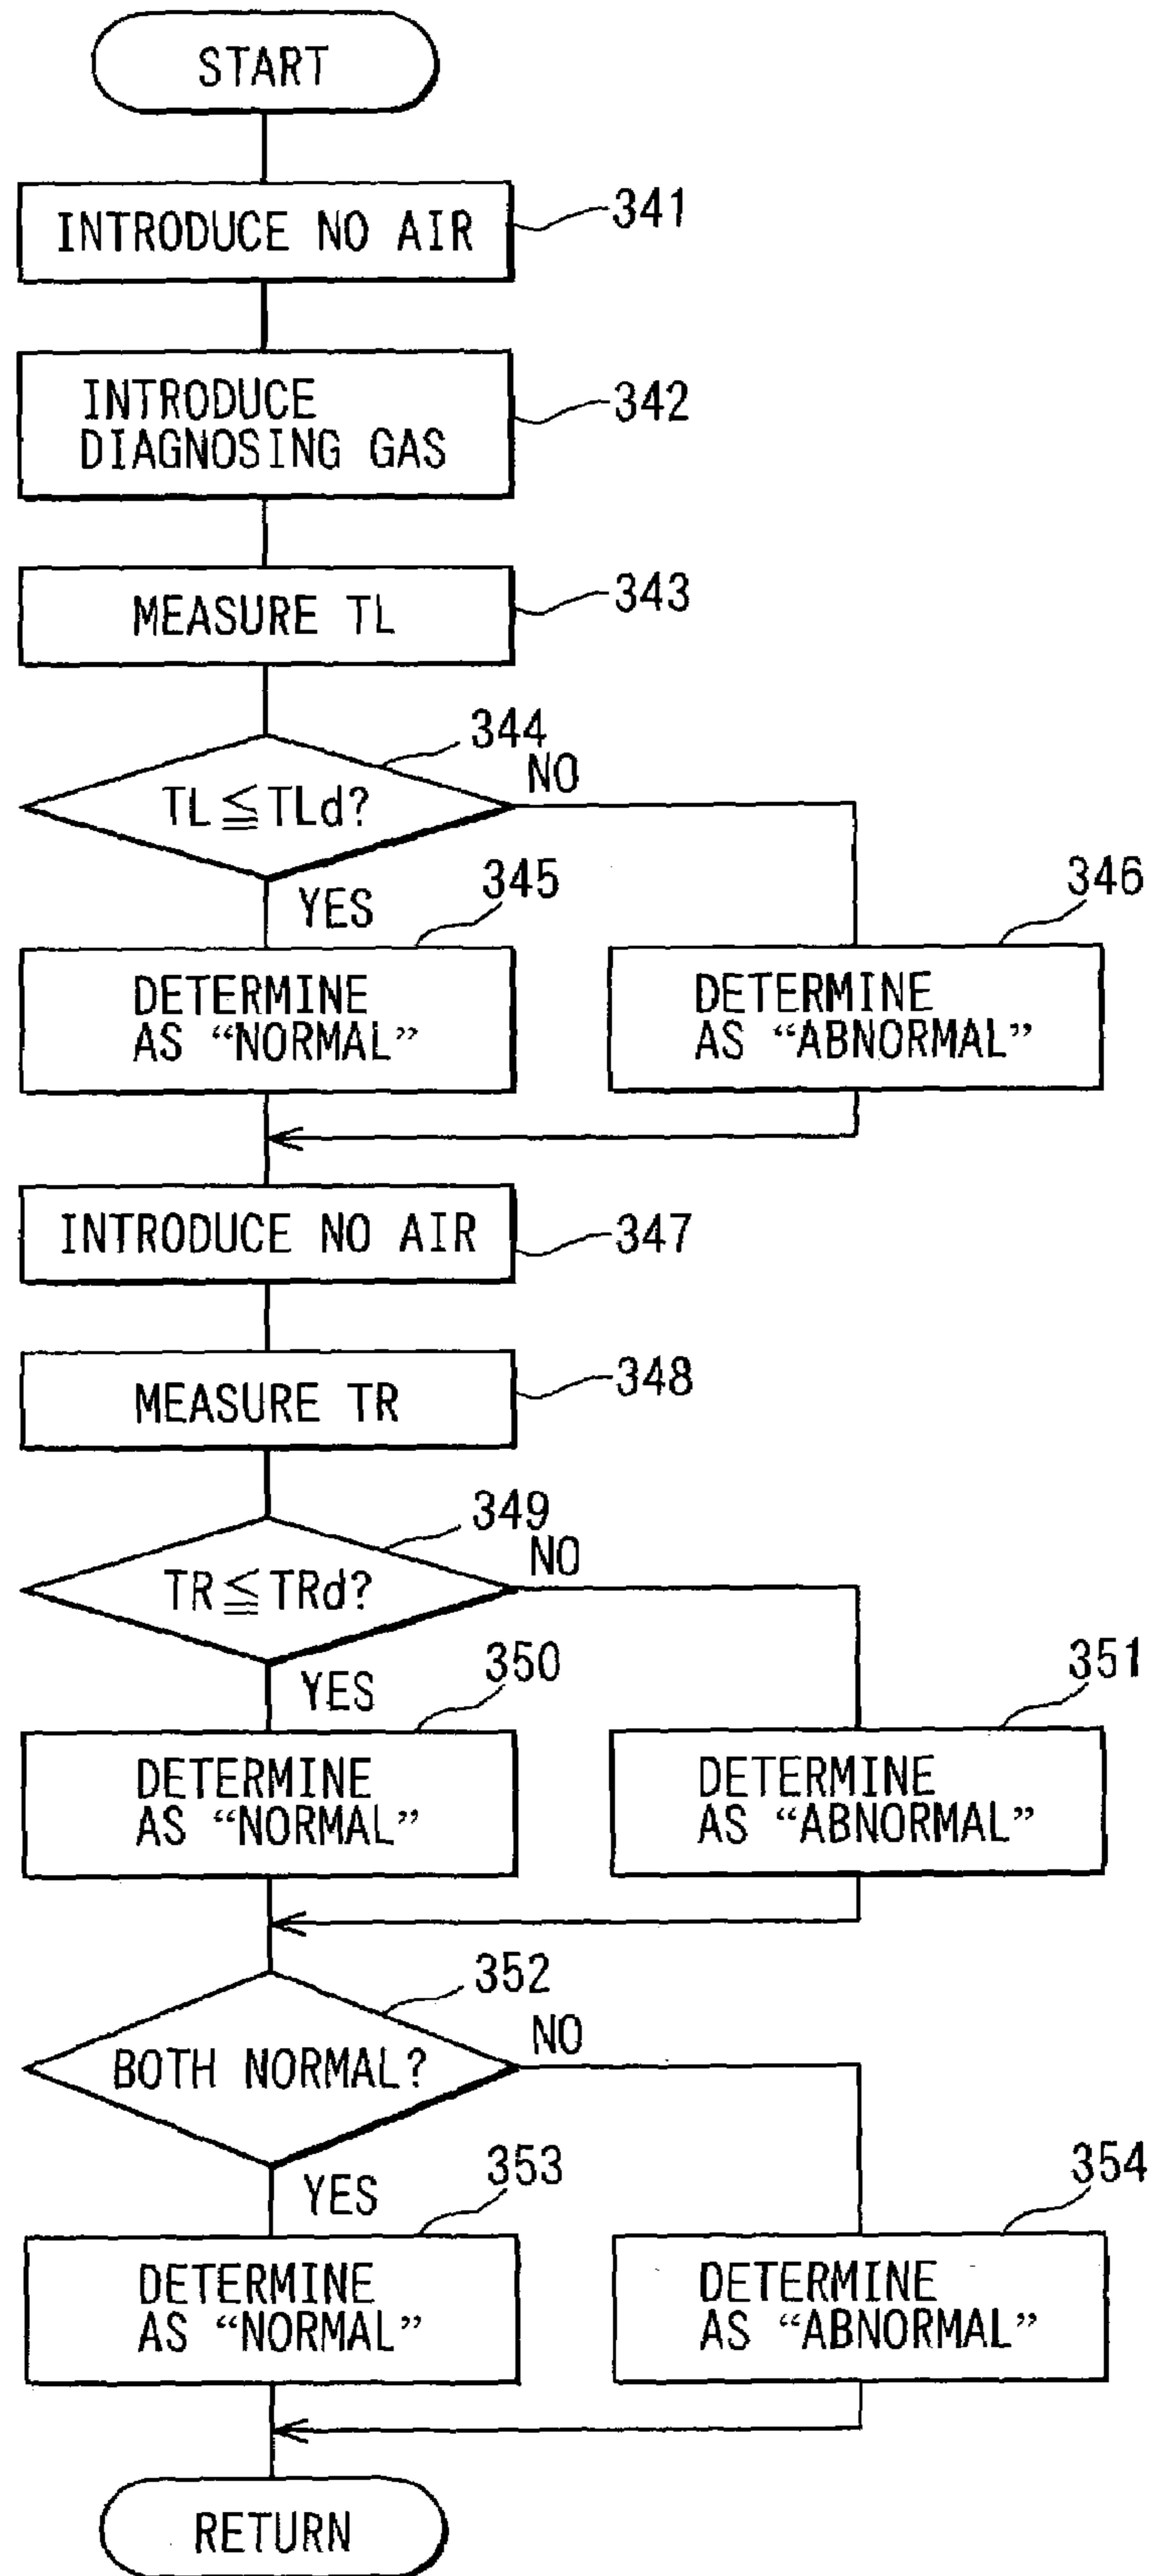 START
INTRODUCE NO AIR
341
INTRODUCE
DIAGNOSING GAS
342
MEASURE TL
343
344
TL≦TLd?
NO
YES
345
346
DETERMINE
AS “NORMAL”
DETERMINE
AS “ABNORMAL”
INTRODUCE NO AIR
347
MEASURE TR
348
349
TR≦TRd?
NO
YES
350
351
DETERMINE
AS “NORMAL”
DETERMINE
AS “ABNORMAL”
352
BOTH NORMAL?
NO
YES
353
354
DETERMINE
AS “NORMAL”
DETERMINE
AS “ABNORMAL”
RETURN